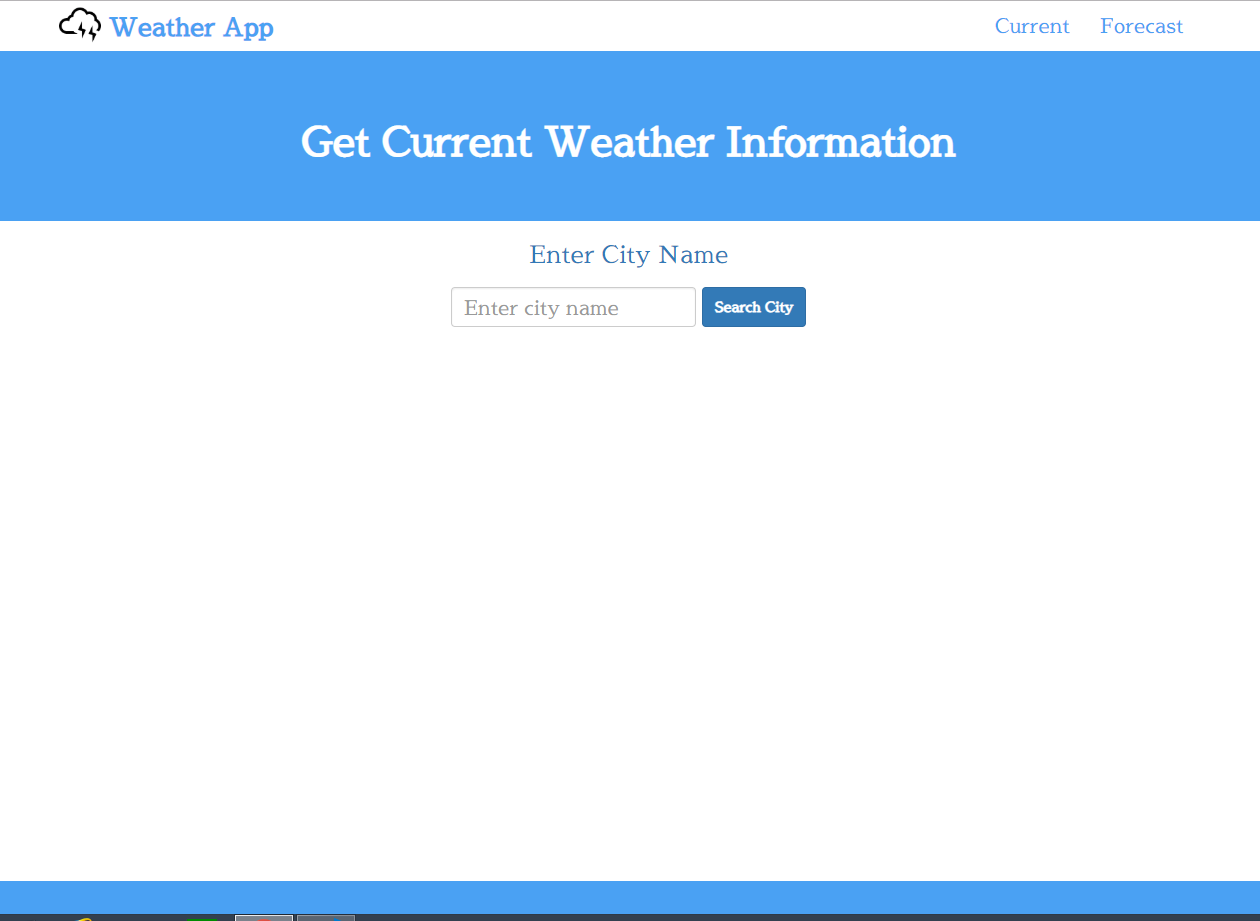 Weather App
Current
Forecast
Get Current Weather Information
Enter City Name
Enter city name
Search City